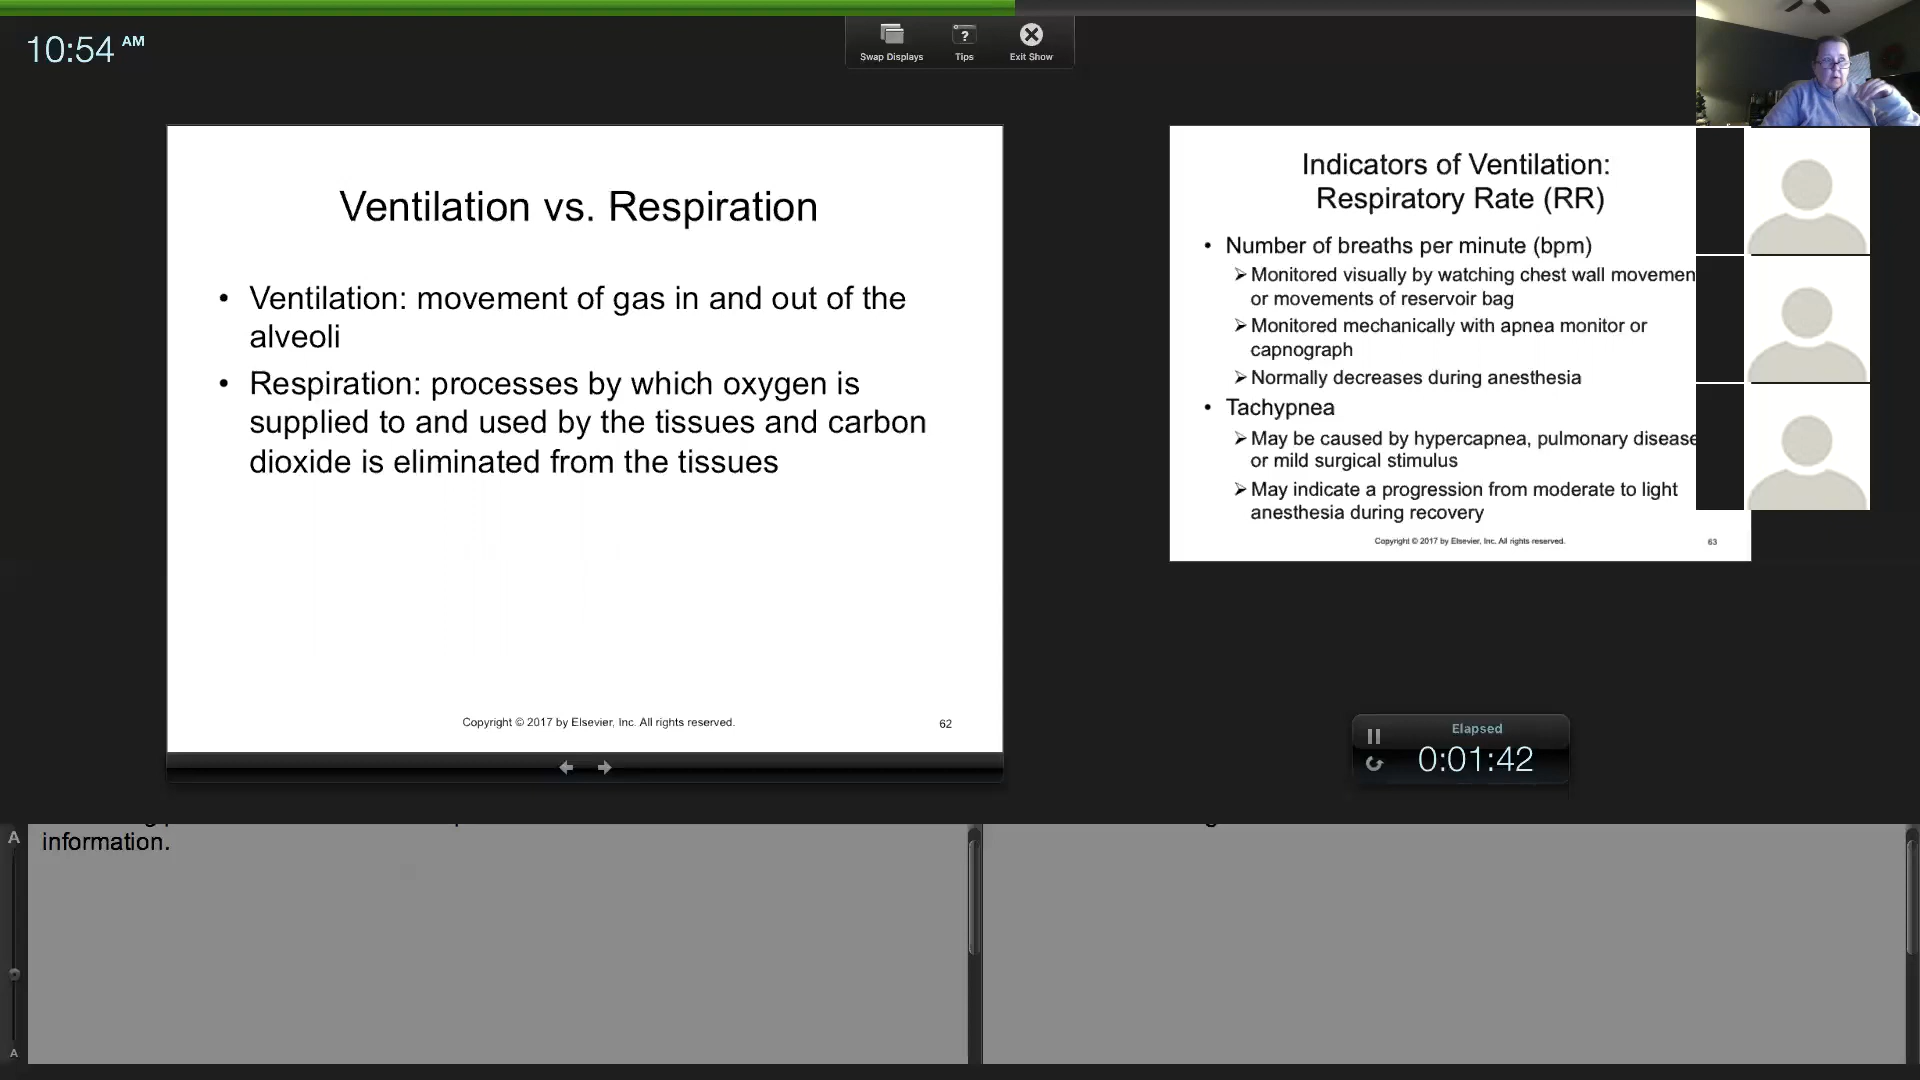 10:54 AM
Swap Displays
Tips
Exit Show
Ventilation vs. Respiration
• Ventilation: movement of gas in and out of the
alveoli
• Respiration: processes by which oxygen is
supplied to and used by the tissues and carbon
dioxide is eliminated from the tissues
Copyright © 2017 by Elsevier, Inc. All rights reserved.
62
Indicators of Ventilation:
Respiratory Rate (RR)
• Number of breaths per minute (bpm)
➢ Monitored visually by watching chest wall movemen
or movements of reservoir bag
➢ Monitored mechanically with apnea monitor or
capnograph
➢ Normally decreases during anesthesia
• Tachypnea
➢ May be caused by hypercapnea, pulmonary disease
or mild surgical stimulus
➢ May indicate a progression from moderate to light
anesthesia during recovery
Copyright © 2017 by Elsevier, Inc. All rights reserved.
63
Elapsed
0:01:42
A
information.
A